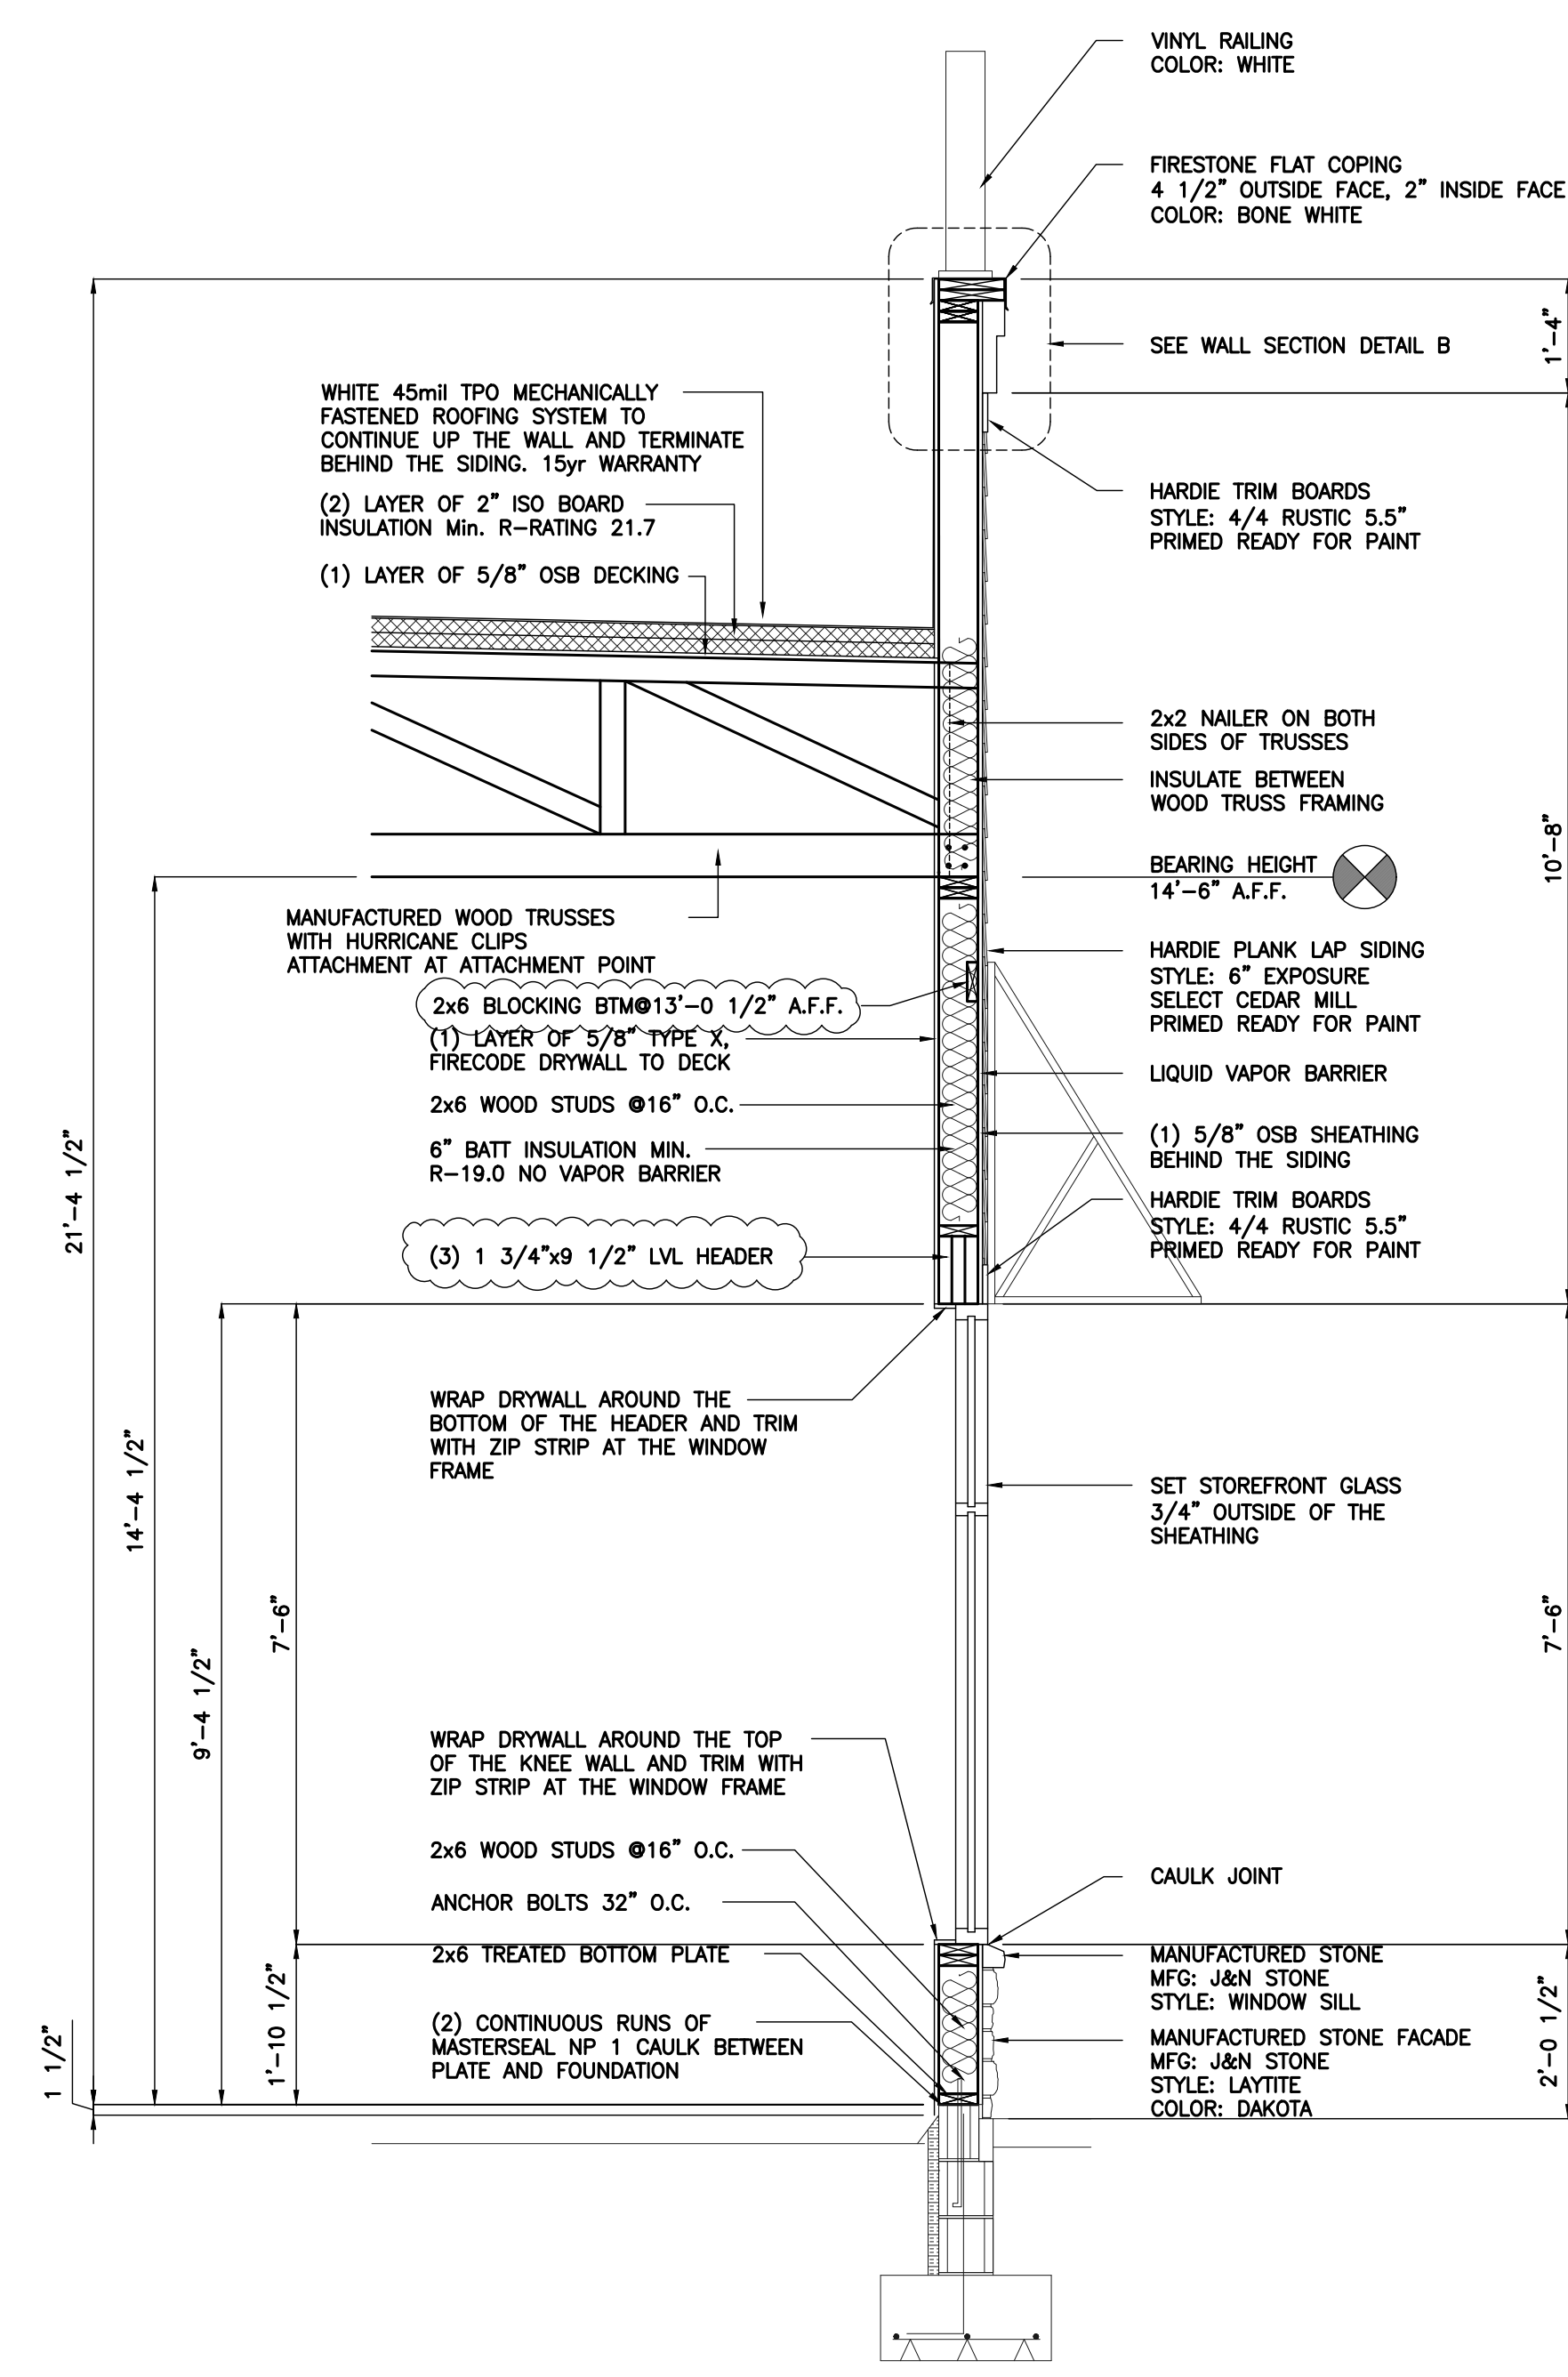 VINYL RAILING
COLOR: WHITE
FIRESTONE FLAT COPING
4 1/2" OUTSIDE FACE, 2" INSIDE FACE
COLOR: BONE WHITE
SEE WALL SECTION DETAIL B
1'-4"
WHITE 45mil TPO MECHANICALLY
FASTENED ROOFING SYSTEM TO
CONTINUE UP THE WALL AND TERMINATE
BEHIND THE SIDING. 15yr WARRANTY
(2) LAYER OF 2" ISO BOARD
INSULATION Min. R-RATING 21.7
(1) LAYER OF 5/8" OSB DECKING
HARDIE TRIM BOARDS
STYLE: 4/4 RUSTIC 5.5"
PRIMED READY FOR PAINT
2x2 NAILER ON BOTH
SIDES OF TRUSSES
INSULATE BETWEEN
WOOD TRUSS FRAMING
BEARING HEIGHT
14'-6" A.F.F.
10'-8"
MANUFACTURED WOOD TRUSSES
WITH HURRICANE CLIPS
ATTACHMENT AT ATTACHMENT POINT
2x6 BLOCKING BTM@13'-0 1/2" A.F.F.
(1) LAYER OF 5/8" TYPE X,
FIRECODE DRYWALL TO DECK
2x6 WOOD STUDS @16" O.C.
6" BATT INSULATION MIN.
R-19.0 NO VAPOR BARRIER
(3) 1 3/4"x9 1/2" LVL HEADER
HARDIE PLANK LAP SIDING
STYLE: 6" EXPOSURE
SELECT CEDAR MILL
PRIMED READY FOR PAINT
LIQUID VAPOR BARRIER
(1) 5/8" OSB SHEATHING
BEHIND THE SIDING
HARDIE TRIM BOARDS
STYLE: 4/4 RUSTIC 5.5"
PRIMED READY FOR PAINT
21'-4 1/2"
14'-4 1/2"
9'-4 1/2"
7'-6"
WRAP DRYWALL AROUND THE
BOTTOM OF THE HEADER AND TRIM
WITH ZIP STRIP AT THE WINDOW
FRAME
SET STOREFRONT GLASS
3/4" OUTSIDE OF THE
SHEATHING
7'-6"
WRAP DRYWALL AROUND THE TOP
OF THE KNEE WALL AND TRIM WITH
ZIP STRIP AT THE WINDOW FRAME
2x6 WOOD STUDS @16" O.C.
ANCHOR BOLTS 32" O.C.
2x6 TREATED BOTTOM PLATE
(2) CONTINUOUS RUNS OF
MASTERSEAL NP 1 CAULK BETWEEN
PLATE AND FOUNDATION
CAULK JOINT
MANUFACTURED STONE
MFG: J&N STONE
STYLE: WINDOW SILL
MANUFACTURED STONE FACADE
MFG: J&N STONE
STYLE: LAYTITE
COLOR: DAKOTA
1 1/2"
1'-10 1/2"
2'-0 1/2"